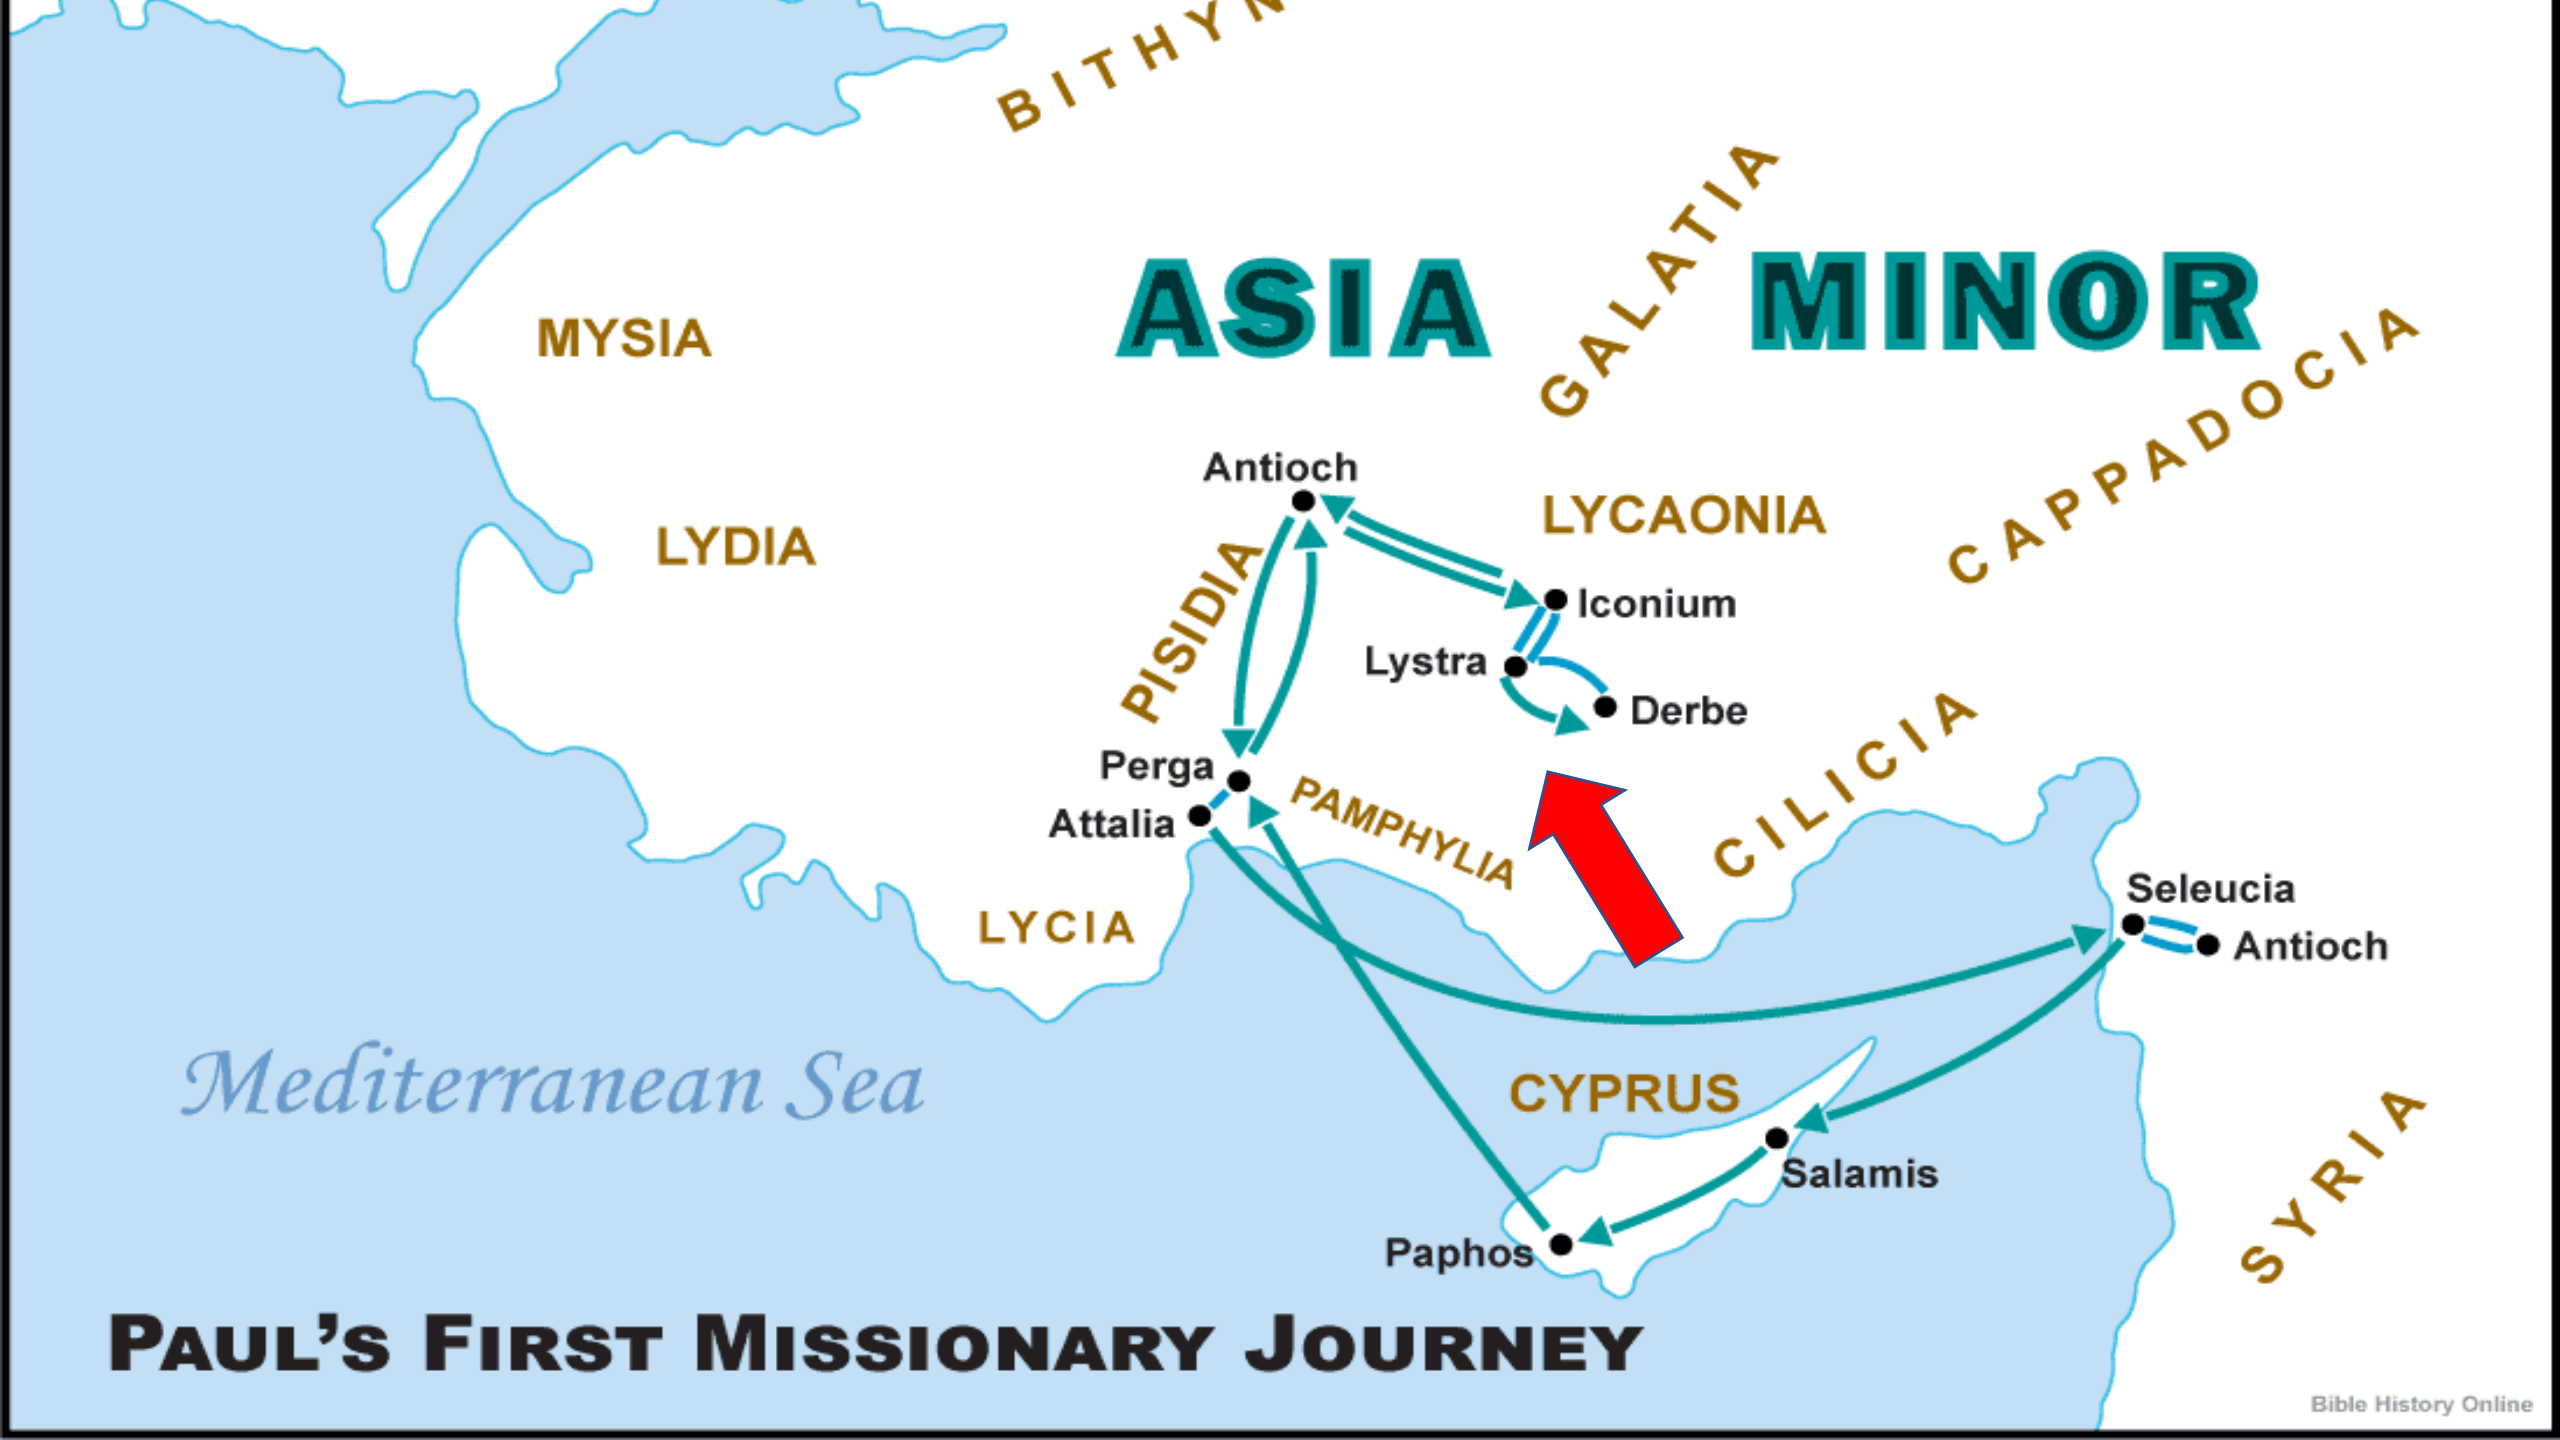 BITHYN
GALATIA
ASIA MINOR
MYSIA
CAPPADOCIA
Antioch
LYCAONIA
LYDIA
PISIDIA
Iconium
Lystra
Derbe
CILICIA
Perga
PAMPHYLIA
Attalia
Seleucia
LYCIA
Antioch
Mediterranean Sea
CYPRUS
SYRIA
Salamis
Paphos
PAUL'S FIRST MISSIONARY JOURNEY
Bible History Online